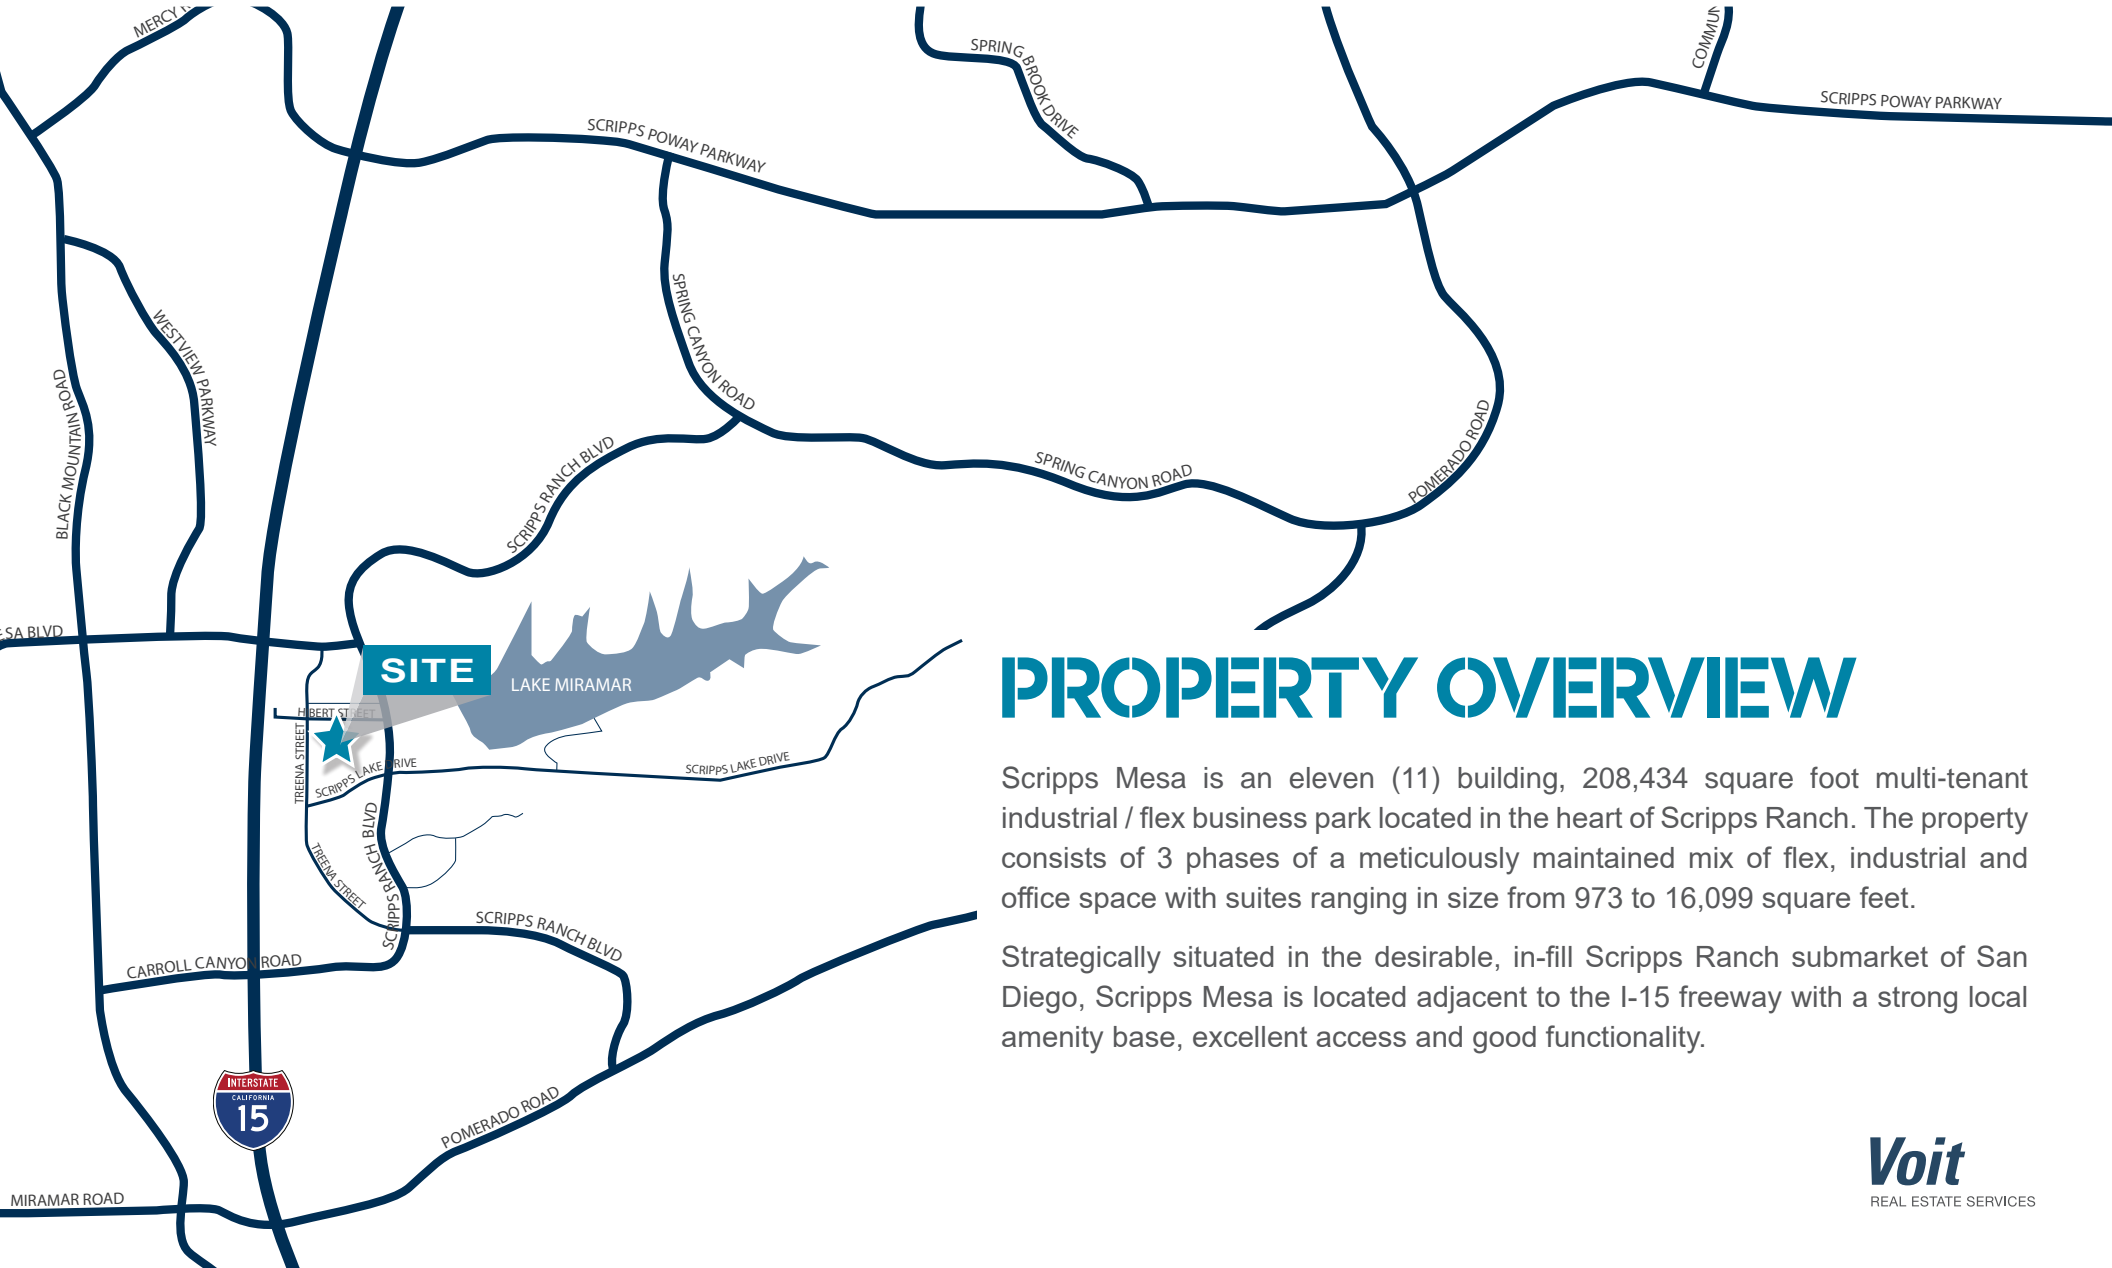 MERCY
SPRING BROOK DRIVE
SCRIPPS POWAY PARKWAY
SCRIPPS POWAY PARKWAY
SPRING CANYON ROAD
WESTVIEW PARKWAY
BLACK MOUNTAIN ROAD
SCRIPPS RANCH BLVD
SPRING CANYON ROAD
POMERADO ROAD
SA BLVD
SITE
LAKE MIRAMAR
HIBERT STREET
TREENA STREET
SCRIPPS LAKE DRIVE
SCRIPPS LAKE DRIVE
SCRIPPS RANCH BLVD
TREENA STREET
SCRIPPS RANCH BLVD
CARROLL CANYON ROAD
INTERSTATE
CALIFORNIA
15
POMERADO ROAD
MIRAMAR ROAD
PROPERTY OVERVIEW
Scripps Mesa is an eleven (11) building, 208,434 square foot multi-tenant
industrial / flex business park located in the heart of Scripps Ranch. The property
consists of 3 phases of a meticulously maintained mix of flex, industrial and
office space with suites ranging in size from 973 to 16,099 square feet.
Strategically situated in the desirable, in-fill Scripps Ranch submarket of San
Diego, Scripps Mesa is located adjacent to the I-15 freeway with a strong local
amenity base, excellent access and good functionality.
Voit
REAL ESTATE SERVICES